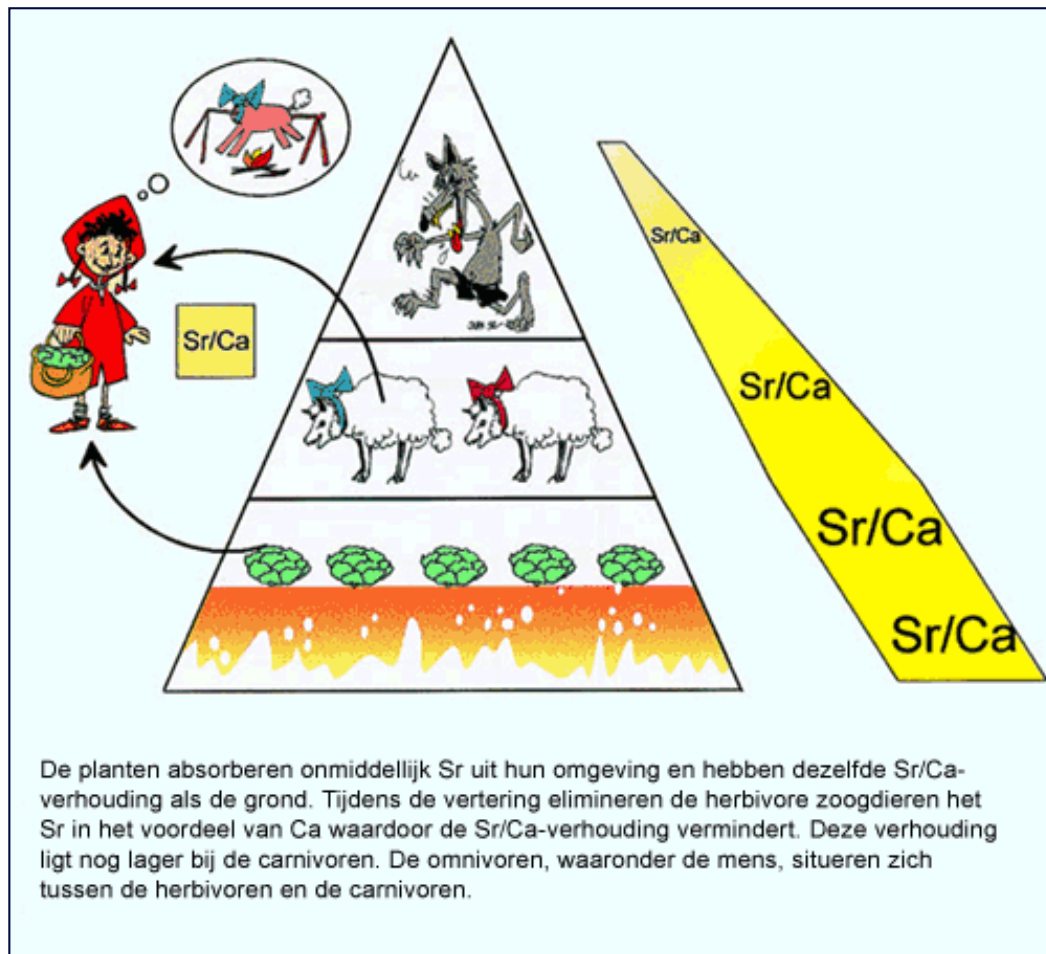 Sr/Ca
Sr/Ca
Sr/Ca
Sr/Ca
Sr/Ca
De planten absorberen onmiddellijk Sr uit hun omgeving en hebben dezelfde Sr/Ca-
verhouding als de grond. Tijdens de vertering elimineren de herbivore zoogdieren het
Sr in het voordeel van Ca waardoor de Sr/Ca-verhouding vermindert. Deze verhouding
ligt nog lager bij de carnivoren. De omnivoren, waaronder de mens, situeren zich
tussen de herbivoren en de carnivoren.